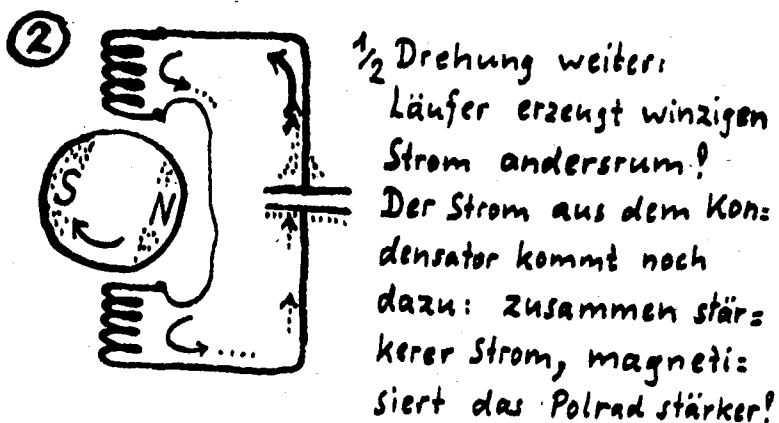 2
1/2 Drehung weiter:
Läufer erzeugt winzigen
Strom andersrum!
Der Strom aus dem Kon=
densator kommt noch
dazu: zusammen stär=
kerer Strom, magneti=
siert das Polrad stärker!
S
N